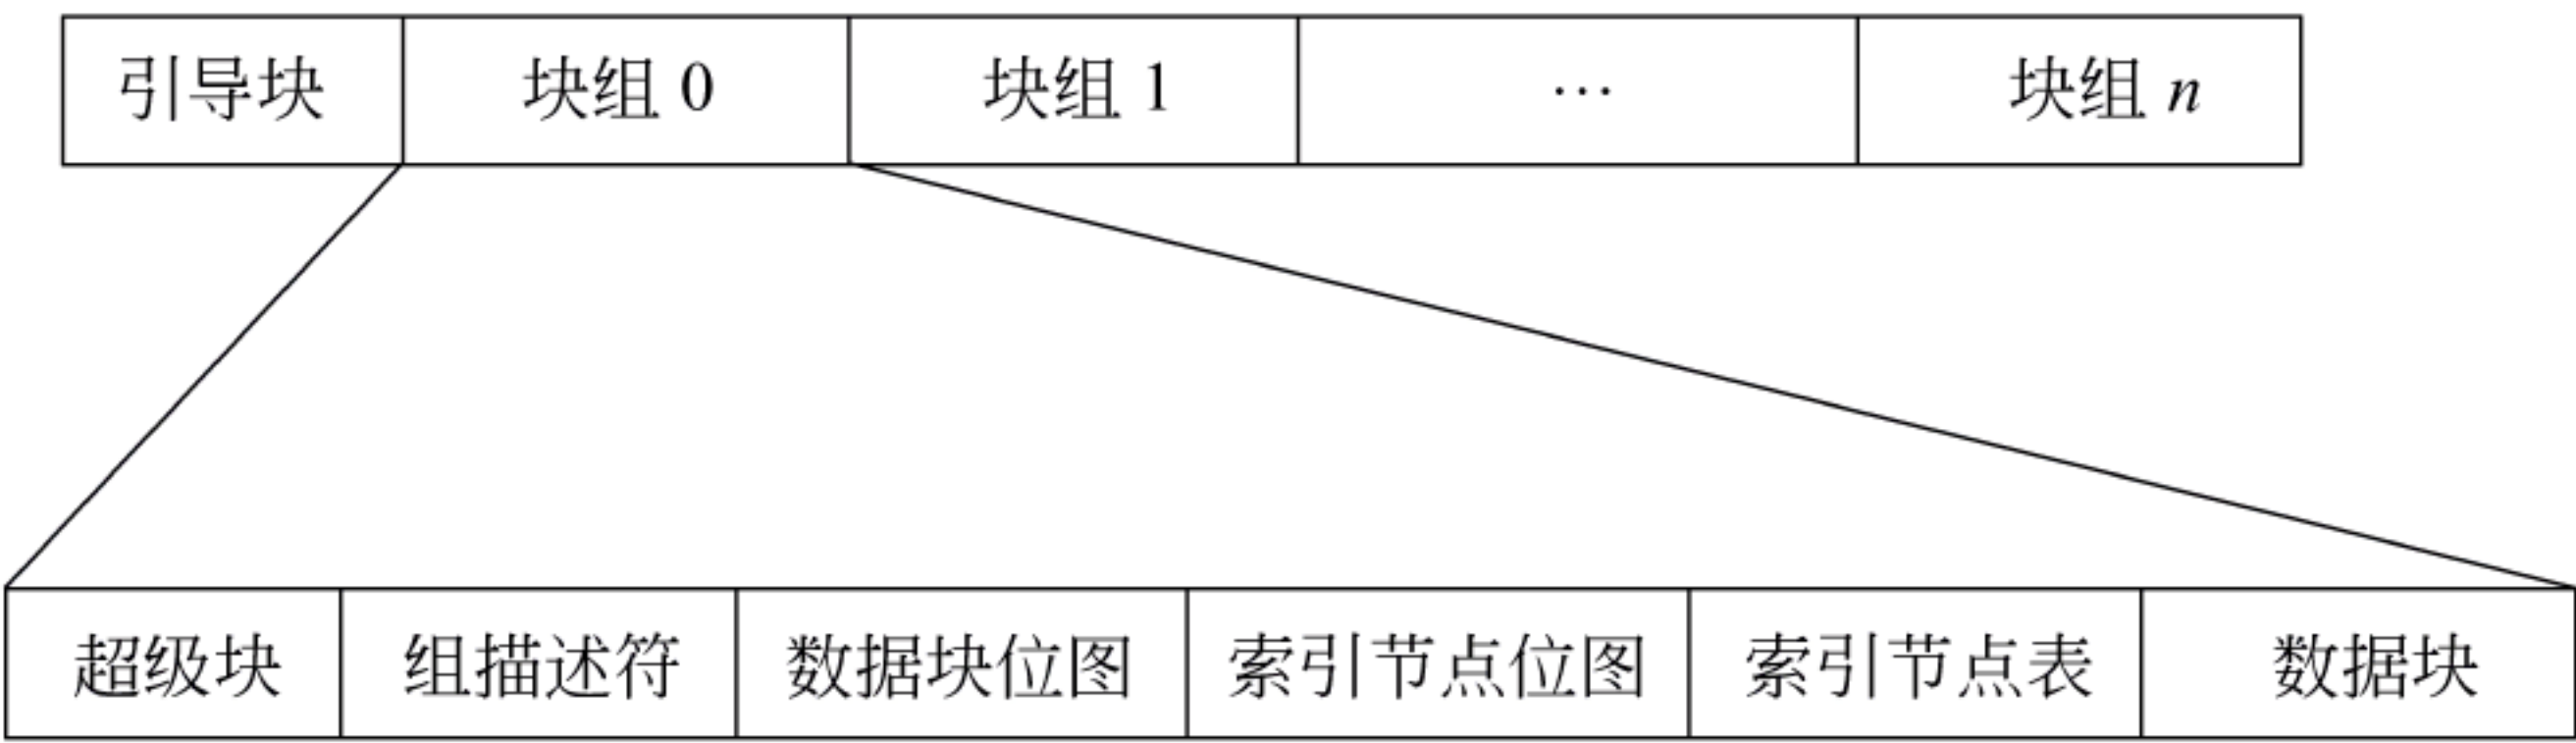 引导块 块组 0 块组 1 … 块组 n
超级块 组描述符 数据块位图 索引节点位图 索引节点表 数据块